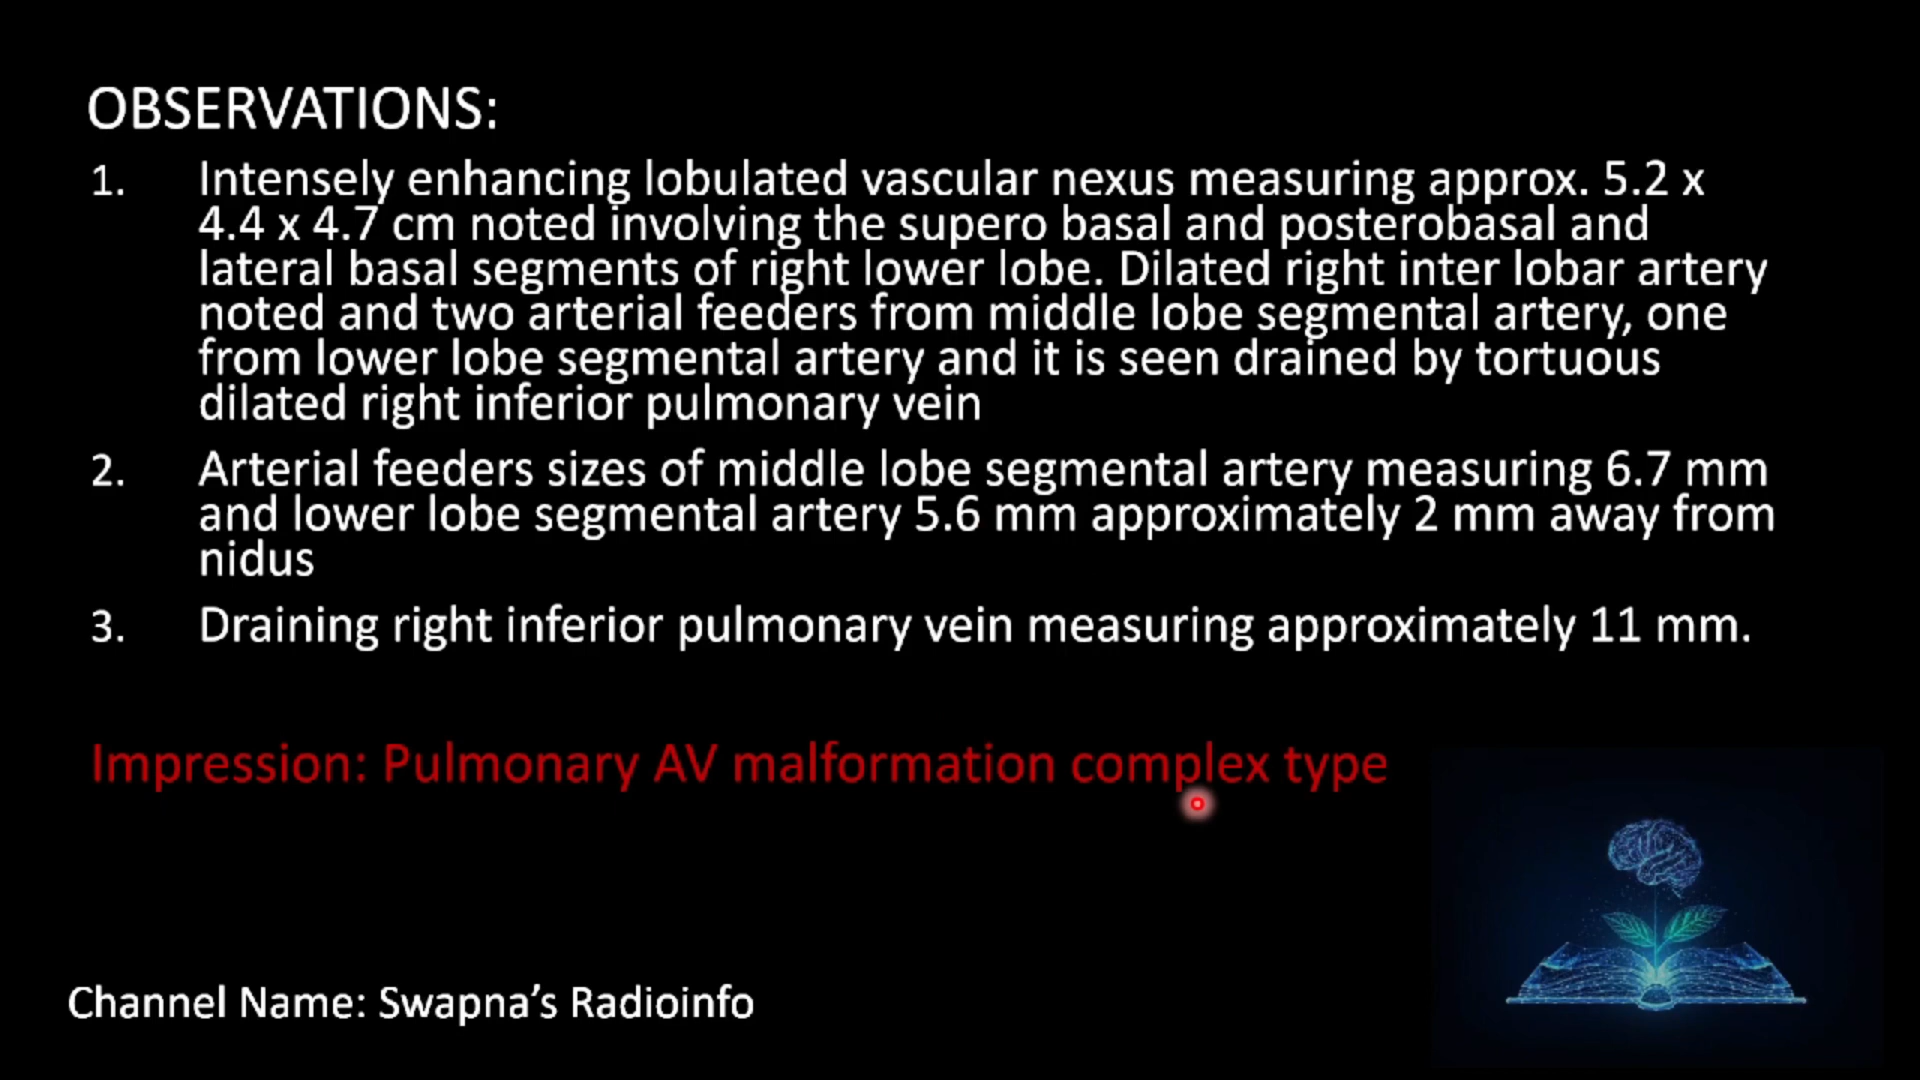 OBSERVATIONS:
1. Intensely enhancing lobulated vascular nexus measuring approx. 5.2 x
4.4 x 4.7 cm noted involving the supero basal and posterobasal and
lateral basal segments of right lower lobe. Dilated right inter lobar artery
noted and two arterial feeders from middle lobe segmental artery, one
from lower lobe segmental artery and it is seen drained by tortuous
dilated right inferior pulmonary vein
2. Arterial feeders sizes of middle lobe segmental artery measuring 6.7 mm
and lower lobe segmental artery 5.6 mm approximately 2 mm away from
nidus
3. Draining right inferior pulmonary vein measuring approximately 11 mm.
Impression: Pulmonary AV malformation complex type
Channel Name: Swapna’s Radioinfo